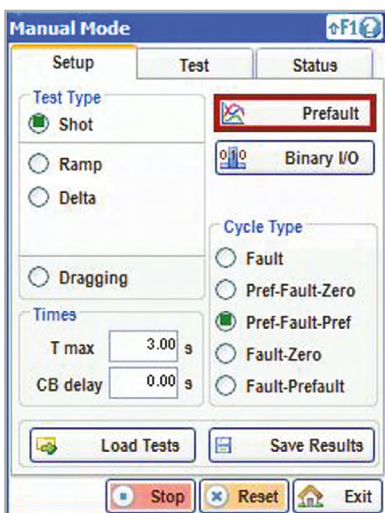 Manual Mode
F1
Setup Test Status
Test Type
Shot
Ramp
Delta
Dragging
Prefault
010 Binary I/O
Cycle Type
Fault
Pref-Fault-Zero
Pref-Fault-Pref
Fault-Zero
Fault-Prefault
Times
T max 3.00 s
CB delay 0.00 s
Load Tests Save Results
Stop Reset Exit